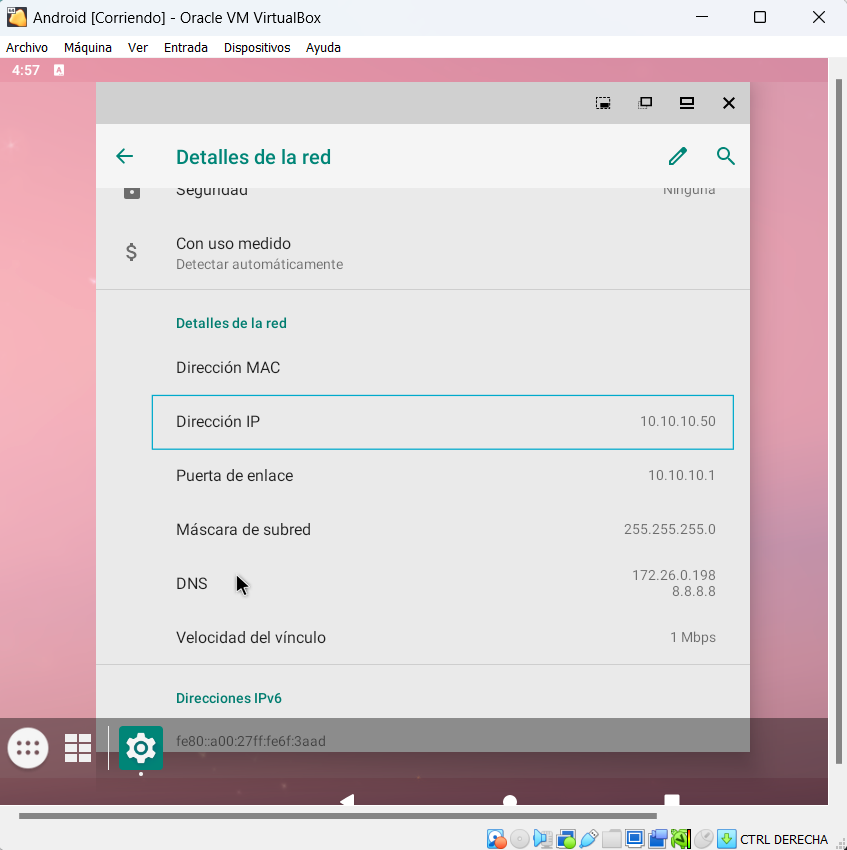 Android [Corriendo] - Oracle VM VirtualBox
Archivo Máquina Ver Entrada Dispositivos Ayuda
4:57 A
Detalles de la red
Seguridad Ninguna
Con uso medido
Detectar automáticamente
Detalles de la red
Dirección MAC
Dirección IP 10.10.10.50
Puerta de enlace 10.10.10.1
Máscara de subred 255.255.255.0
DNS 172.26.0.198
8.8.8.8
Velocidad del vínculo 1 Mbps
Direcciones IPv6
fe80::a00:27ff:fe6f:3aad
CTRL DERECHA